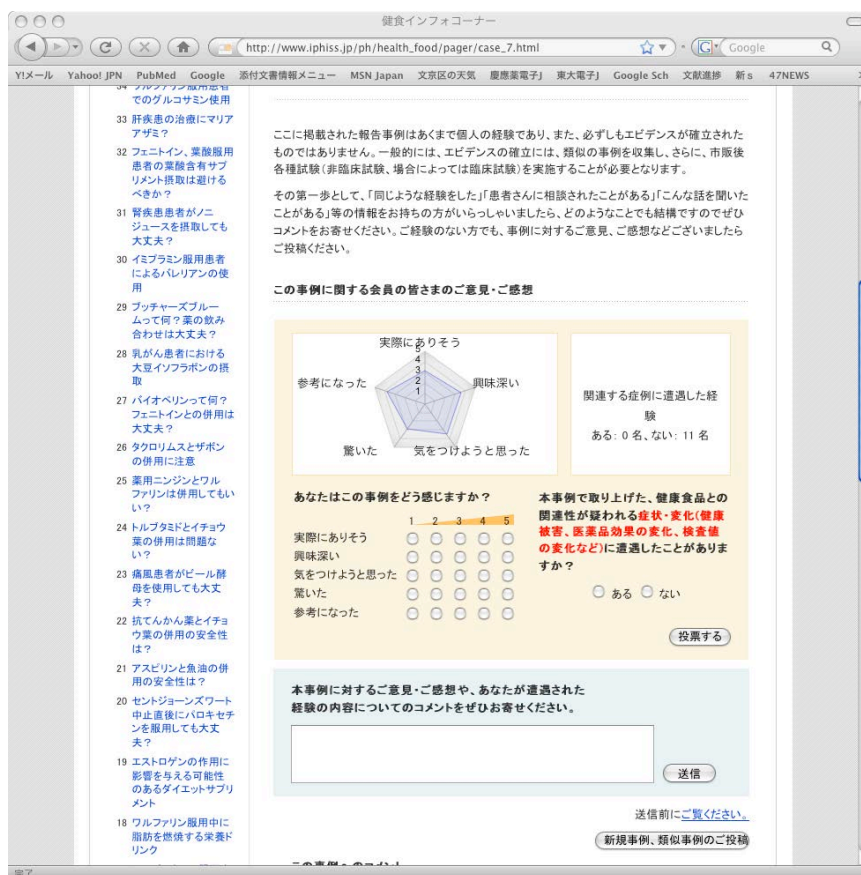 健食インフォコーナー
http://www.iphiss.jp/ph/health_food/pager/case_7.html
Google
Y!メール Yahoo! JPN PubMed Google 添付文書情報メニュー MSN Japan 文京区の天気 慶應薬電子J 東大電子J Google Sch 文献進捗 新 s 47NEWS
でのグルコサミン使用
33 肝疾患の治療にマリア
アザミ?
32 フェニトイン、葉酸服用
患者の葉酸含有サプ
リメント摂取は避ける
べきか?
31 腎疾患患者がノニ
ジュースを摂取しても
大丈夫?
30 イミプラミン服用患者
によるバレリアンの使
用
29 ブッチャーズブルー
ムって何?薬の飲み
合わせは大丈夫?
28 乳がん患者における
大豆イソフラボンの摂
取
27 バイオペリンって何?
フェニトインとの併用は
大丈夫?
26 タクロリムスとザボン
の併用に注意
25 薬用ニンジンとワル
ファリンは併用してもい
い?
24 トルブタミドとイチョウ
葉の併用は問題な
い?
23 痛風患者がビール酵
母を使用しても大丈
夫?
22 抗てんかん薬とイチョ
ウ葉の併用の安全性
は?
21 アスピリンと魚油の併
用の安全性は?
20 セントジョーンズワート
中止直後にパロキセチ
ンを服用しても大丈
夫?
19 エストロゲンの作用に
影響を与える可能性
のあるダイエットサプリ
メント
18 ワルファリン服用中に
脂肪を燃焼する栄養ド
リンク
ここに掲載された報告事例はあくまで個人の経験であり、また、必ずしもエビデンスが確立された
ものではありません。一般的には、エビデンスの確立には、類似の事例を収集し、さらに、市販後
各種試験(非臨床試験、場合によっては臨床試験)を実施することが必要となります。
その第一歩として、「同じような経験をした」「患者さんに相談されたことがある」「こんな話を聞いた
ことがある」等の情報をお持ちの方がいらっしゃいましたら、どのようなことでも結構ですのでぜひ
コメントをお寄せください。ご経験のない方でも、事例に対するご意見、ご感想などございましたら
ご投稿ください。
この事例に関する会員の皆さまのご意見・ご感想
実際にありそう
5
4
3
2
1
参考になった
興味深い
驚いた
気をつけようと思った
関連する症例に遭遇した経
験
ある: 0 名、ない: 11 名
あなたはこの事例をどう感じますか?
1 2 3 4 5
実際にありそう
興味深い
気をつけようと思った
驚いた
参考になった
本事例で取り上げた、健康食品との
関連性が疑われる症状・変化(健康
被害、医薬品効果の変化、検査値
の変化など)に遭遇したことがありま
すか?
ある ない
投票する
本事例に対するご意見・ご感想や、あなたが遭遇された
経験の内容についてのコメントをぜひお寄せください。
送信
送信前にご覧ください。
新規事例、類似事例のご投稿
完了